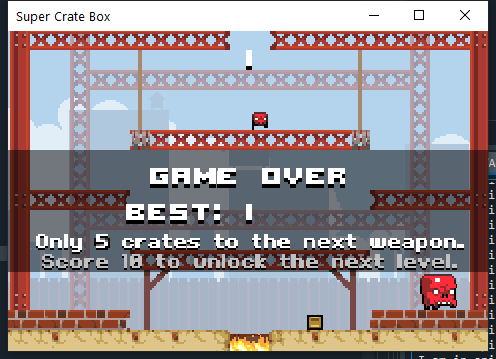 Super Crate Box
1
GAME OVER
BEST: 1
Only 5 crates to the next weapon.
Score 10 to unlock the next level.